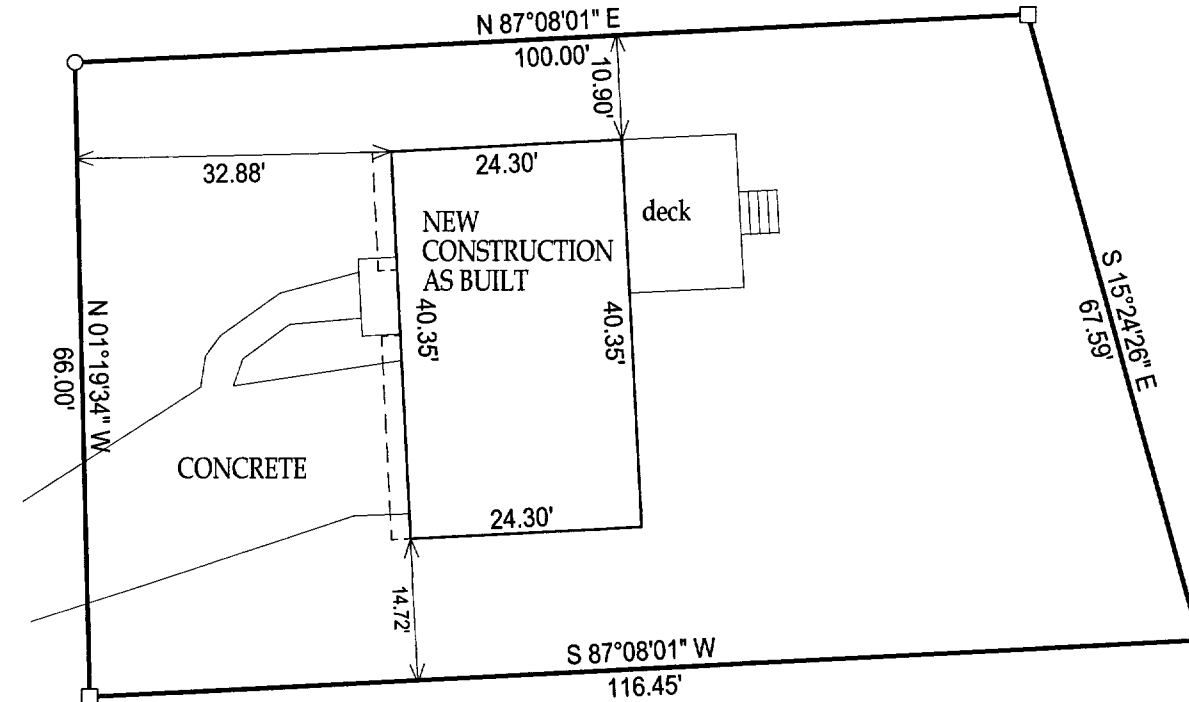 N 87°08'01" E
100.00'
10.90'
32.88'
24.30'
NEW
CONSTRUCTION
AS BUILT
deck
40.35'
40.35'
S 15°24'26" E
67.59'
N 01°19'34" W
66.00'
CONCRETE
24.30'
14.72'
S 87°08'01" W
116.45'